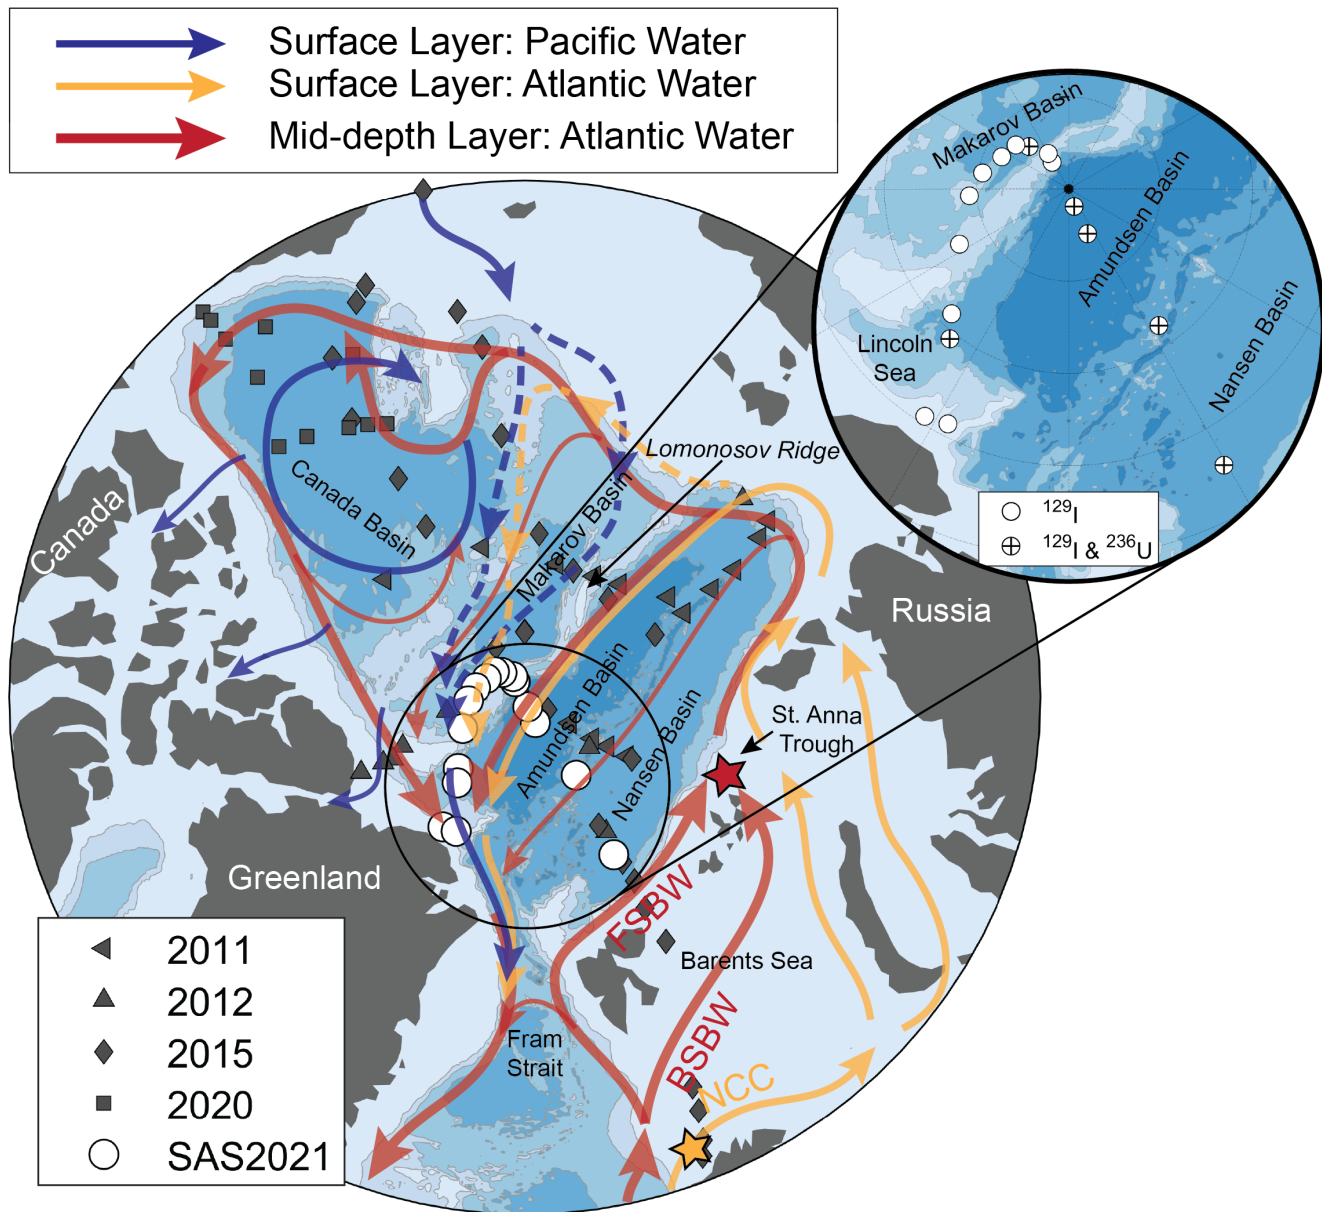 Surface Layer: Pacific Water
Surface Layer: Atlantic Water
Mid-depth Layer: Atlantic Water
Makarov Basin
Amundsen Basin
Nansen Basin
Lincoln
Sea
¹²⁹I
¹²⁹I & ²³⁶U
Lomonosov Ridge
Canada
Canada Basin
Makarov Basin
Russia
Amundsen Basin
Nansen Basin
St. Anna
Trough
Greenland
FSBW
Barents Sea
BSBW
NCC
Fram
Strait
2011
2012
2015
2020
SAS2021